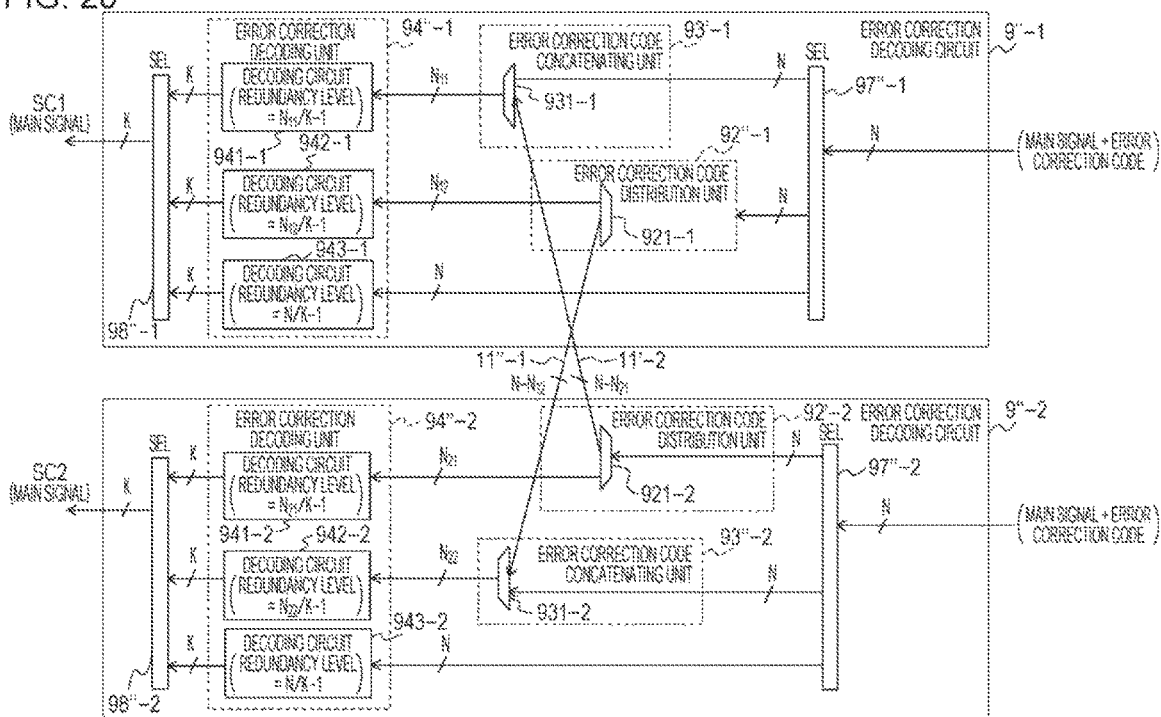 ERROR CORRECTION
DECODING UNIT
94"-1
ERROR CORRECTION CODE
CONCATENATING UNIT
93'-1
ERROR CORRECTION
DECODING CIRCUIT
9"-1
SEL
K
DECODING CIRCUIT
REDUNDANCY LEVEL
= N11/K-1
N11
931-1
N
SEL
97"-1
SC1
(MAIN SIGNAL)
K
941-1
942-1
92"-1
N
(MAIN SIGNAL + ERROR
CORRECTION CODE)
K
DECODING CIRCUIT
REDUNDANCY LEVEL
= N12/K-1
N12
ERROR CORRECTION CODE
DISTRIBUTION UNIT
921-1
N
943-1
K
DECODING CIRCUIT
REDUNDANCY LEVEL
= N/K-1
N
98"-1
11"-1
11'-2
N-N12
N-N21
ERROR CORRECTION
DECODING UNIT
94"-2
ERROR CORRECTION CODE
DISTRIBUTION UNIT
92'-2
ERROR CORRECTION
DECODING CIRCUIT
9"-2
SEL
K
DECODING CIRCUIT
REDUNDANCY LEVEL
= N21/K-1
N21
921-2
N
SEL
97"-2
SC2
(MAIN SIGNAL)
K
941-2
942-2
93"-2
N
(MAIN SIGNAL + ERROR
CORRECTION CODE)
K
DECODING CIRCUIT
REDUNDANCY LEVEL
= N22/K-1
N22
ERROR CORRECTION CODE
CONCATENATING UNIT
931-2
N
943-2
K
DECODING CIRCUIT
REDUNDANCY LEVEL
= N/K-1
N
98"-2